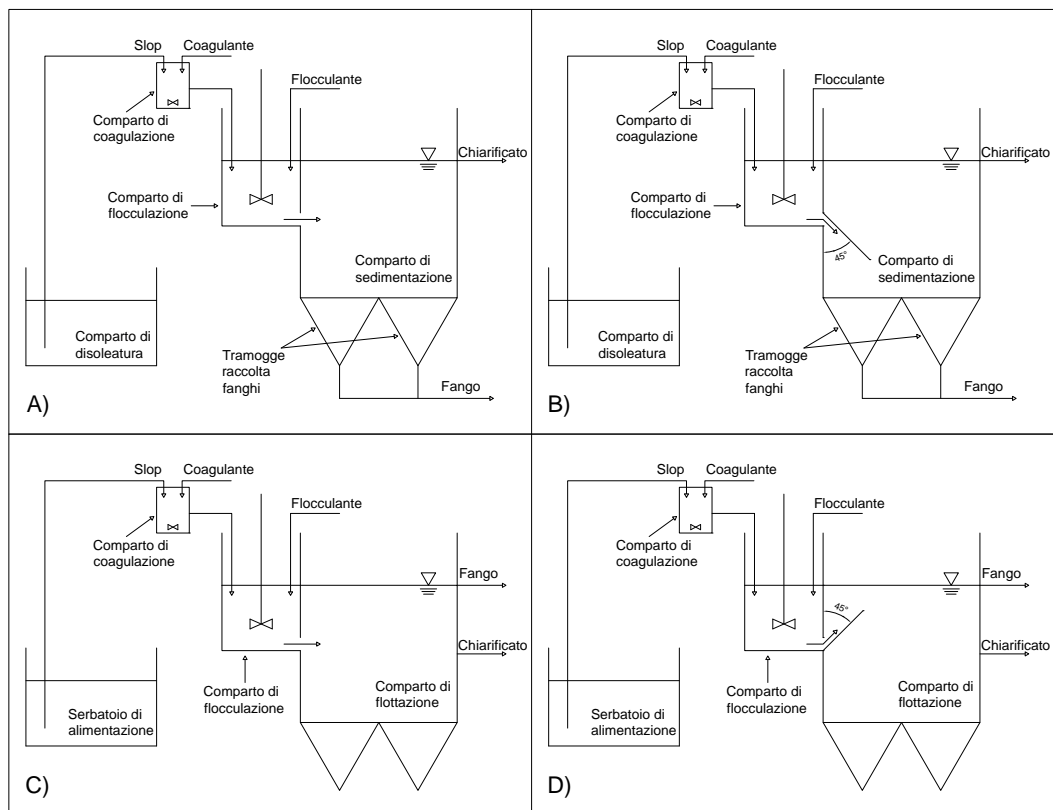 Slop
Coagulante
Flocculante
Comparto di
coagulazione
Chiarificato
Comparto di
flocculazione
Comparto di
sedimentazione
Comparto di
disoleatura
Tramogge
raccolta
fanghi
Fango
A)
Slop
Coagulante
Flocculante
Comparto di
coagulazione
Chiarificato
Comparto di
flocculazione
45°
Comparto di
sedimentazione
Comparto di
disoleatura
Tramogge
raccolta
fanghi
Fango
B)
Slop
Coagulante
Flocculante
Comparto di
coagulazione
Fango
Chiarificato
Comparto di
flocculazione
Comparto di
flottazione
Serbatoio di
alimentazione
C)
Slop
Coagulante
Flocculante
Comparto di
coagulazione
Fango
45°
Chiarificato
Comparto di
flocculazione
Comparto di
flottazione
Serbatoio di
alimentazione
D)